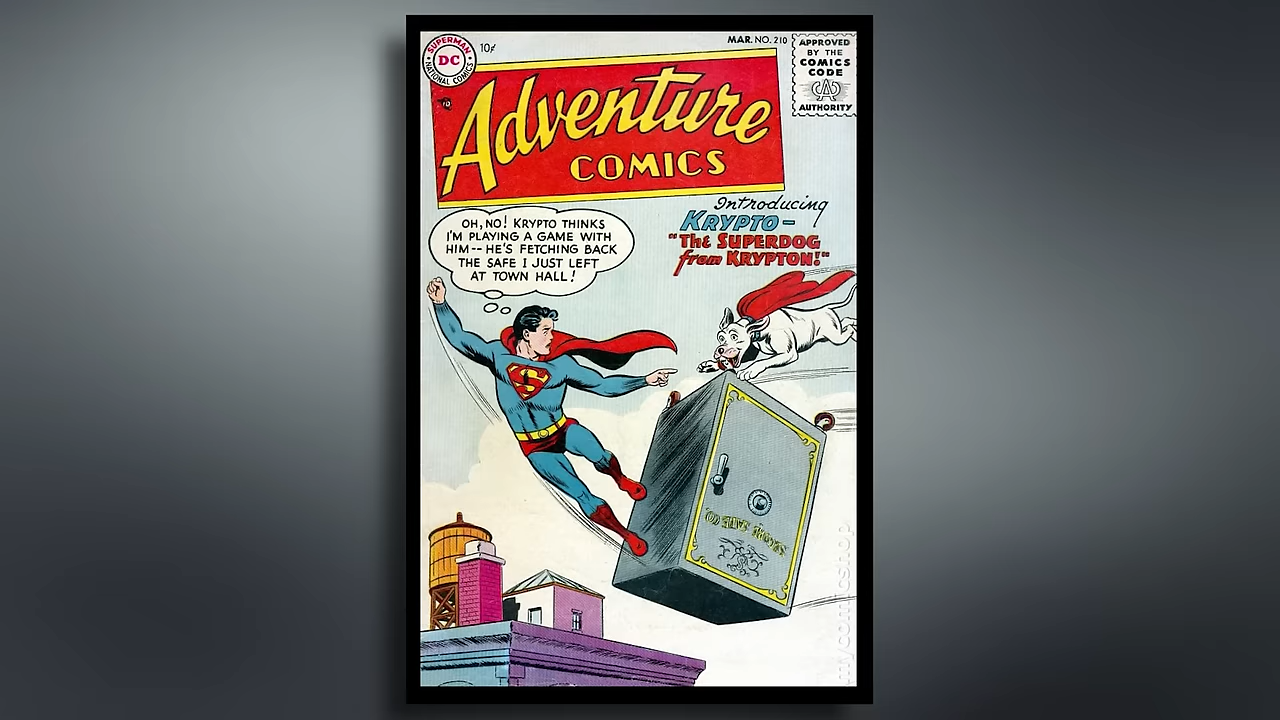 SUPERMAN
DC
NATIONAL COMICS
10¢
MAR. NO. 210
APPROVED
BY THE
COMICS
CODE
AUTHORITY
Adventure
COMICS
Introducing
KRYPTO –
"The SUPERDOG
from KRYPTON!"
OH, NO! KRYPTO THINKS
I'M PLAYING A GAME WITH
HIM -- HE'S FETCHING BACK
THE SAFE I JUST LEFT
AT TOWN HALL!
S
mycomicshop